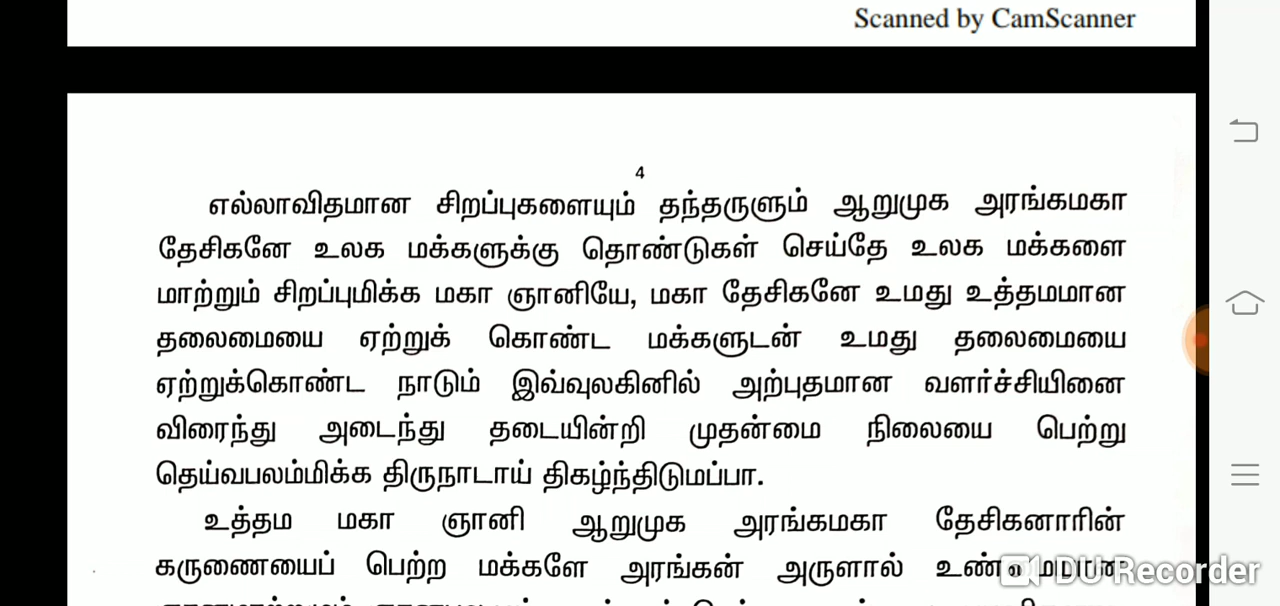 Scanned by CamScanner
4
எல்லாவிதமான சிறப்புகளையும் தந்தருளும் ஆறுமுக அரங்கமகா
தேசிகனே உலக மக்களுக்கு தொண்டுகள் செய்தே உலக மக்களை
மாற்றும் சிறப்புமிக்க மகா ஞானியே, மகா தேசிகனே உமது உத்தமமான
தலைமையை ஏற்றுக் கொண்ட மக்களுடன் உமது தலைமையை
ஏற்றுக்கொண்ட நாடும் இவ்வுலகினில் அற்புதமான வளர்ச்சியினை
விரைந்து அடைந்து தடையின்றி முதன்மை நிலையை பெற்று
தெய்வபலம்மிக்க திருநாடாய் திகழ்ந்திடுமப்பா.
உத்தம மகா ஞானி ஆறுமுக அரங்கமகா தேசிகனாரின்
கருணையைப் பெற்ற மக்களே அரங்கன் அருளால்
DU Recorder